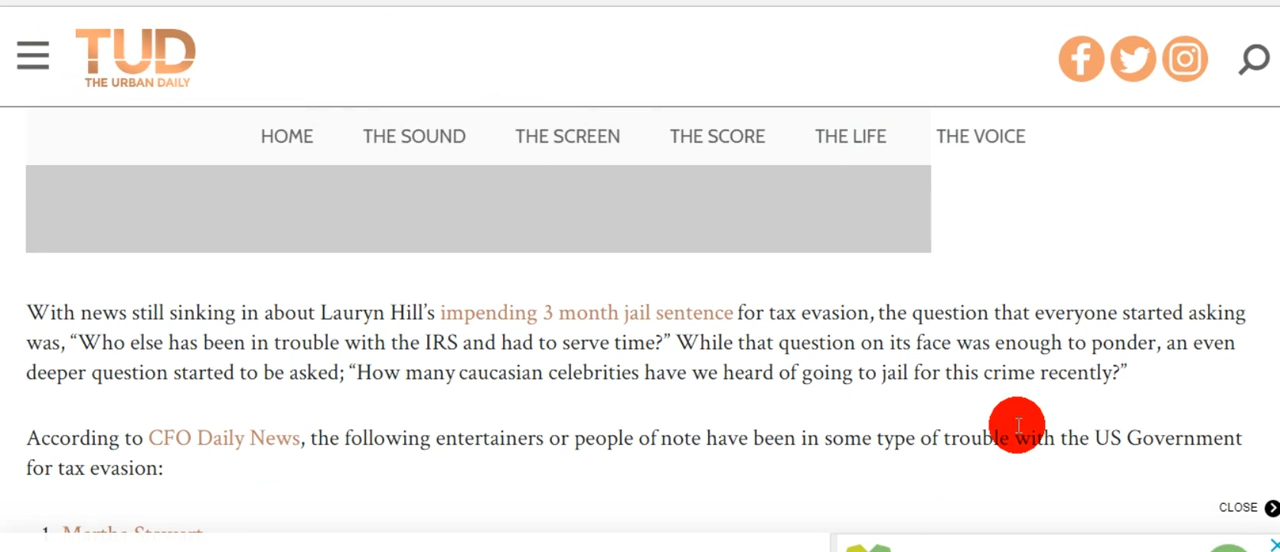 TUD
THE URBAN DAILY
HOME THE SOUND THE SCREEN THE SCORE THE LIFE THE VOICE
With news still sinking in about Lauryn Hill’s impending 3 month jail sentence for tax evasion, the question that everyone started asking
was, “Who else has been in trouble with the IRS and had to serve time?” While that question on its face was enough to ponder, an even
deeper question started to be asked; “How many caucasian celebrities have we heard of going to jail for this crime recently?”
According to CFO Daily News, the following entertainers or people of note have been in some type of trouble with the US Government
for tax evasion:
CLOSE
1. Martha Stewart